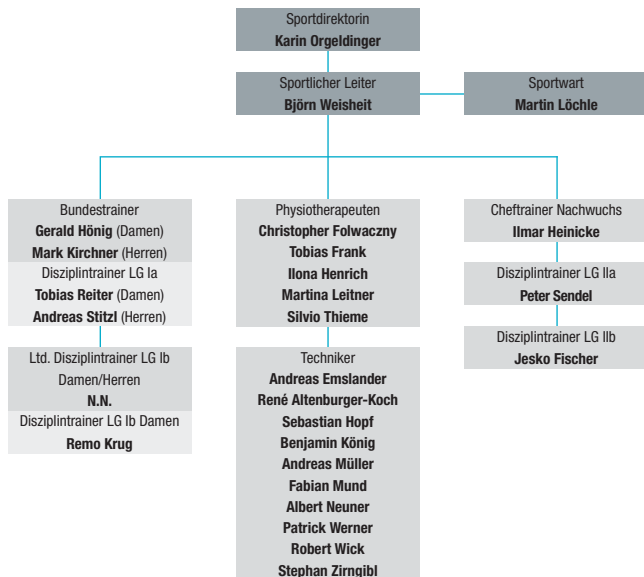 Sportdirektorin
Karin Orgeldinger
Sportlicher Leiter
Björn Weisheit
Sportwart
Martin Löchle
Bundestrainer
Gerald Hönig (Damen)
Mark Kirchner (Herren)
Disziplintrainer LG Ia
Tobias Reiter (Damen)
Andreas Stitzl (Herren)
Ltd. Disziplintrainer LG Ib
Damen/Herren
N.N.
Disziplintrainer LG Ib Damen
Remo Krug
Physiotherapeuten
Christopher Folwaczny
Tobias Frank
Ilona Henrich
Martina Leitner
Silvio Thieme
Techniker
Andreas Emslander
René Altenburger-Koch
Sebastian Hopf
Benjamin König
Andreas Müller
Fabian Mund
Albert Neuner
Patrick Werner
Robert Wick
Stephan Zirngibl
Cheftrainer Nachwuchs
Ilmar Heinicke
Disziplintrainer LG IIa
Peter Sendel
Disziplintrainer LG IIb
Jesko Fischer